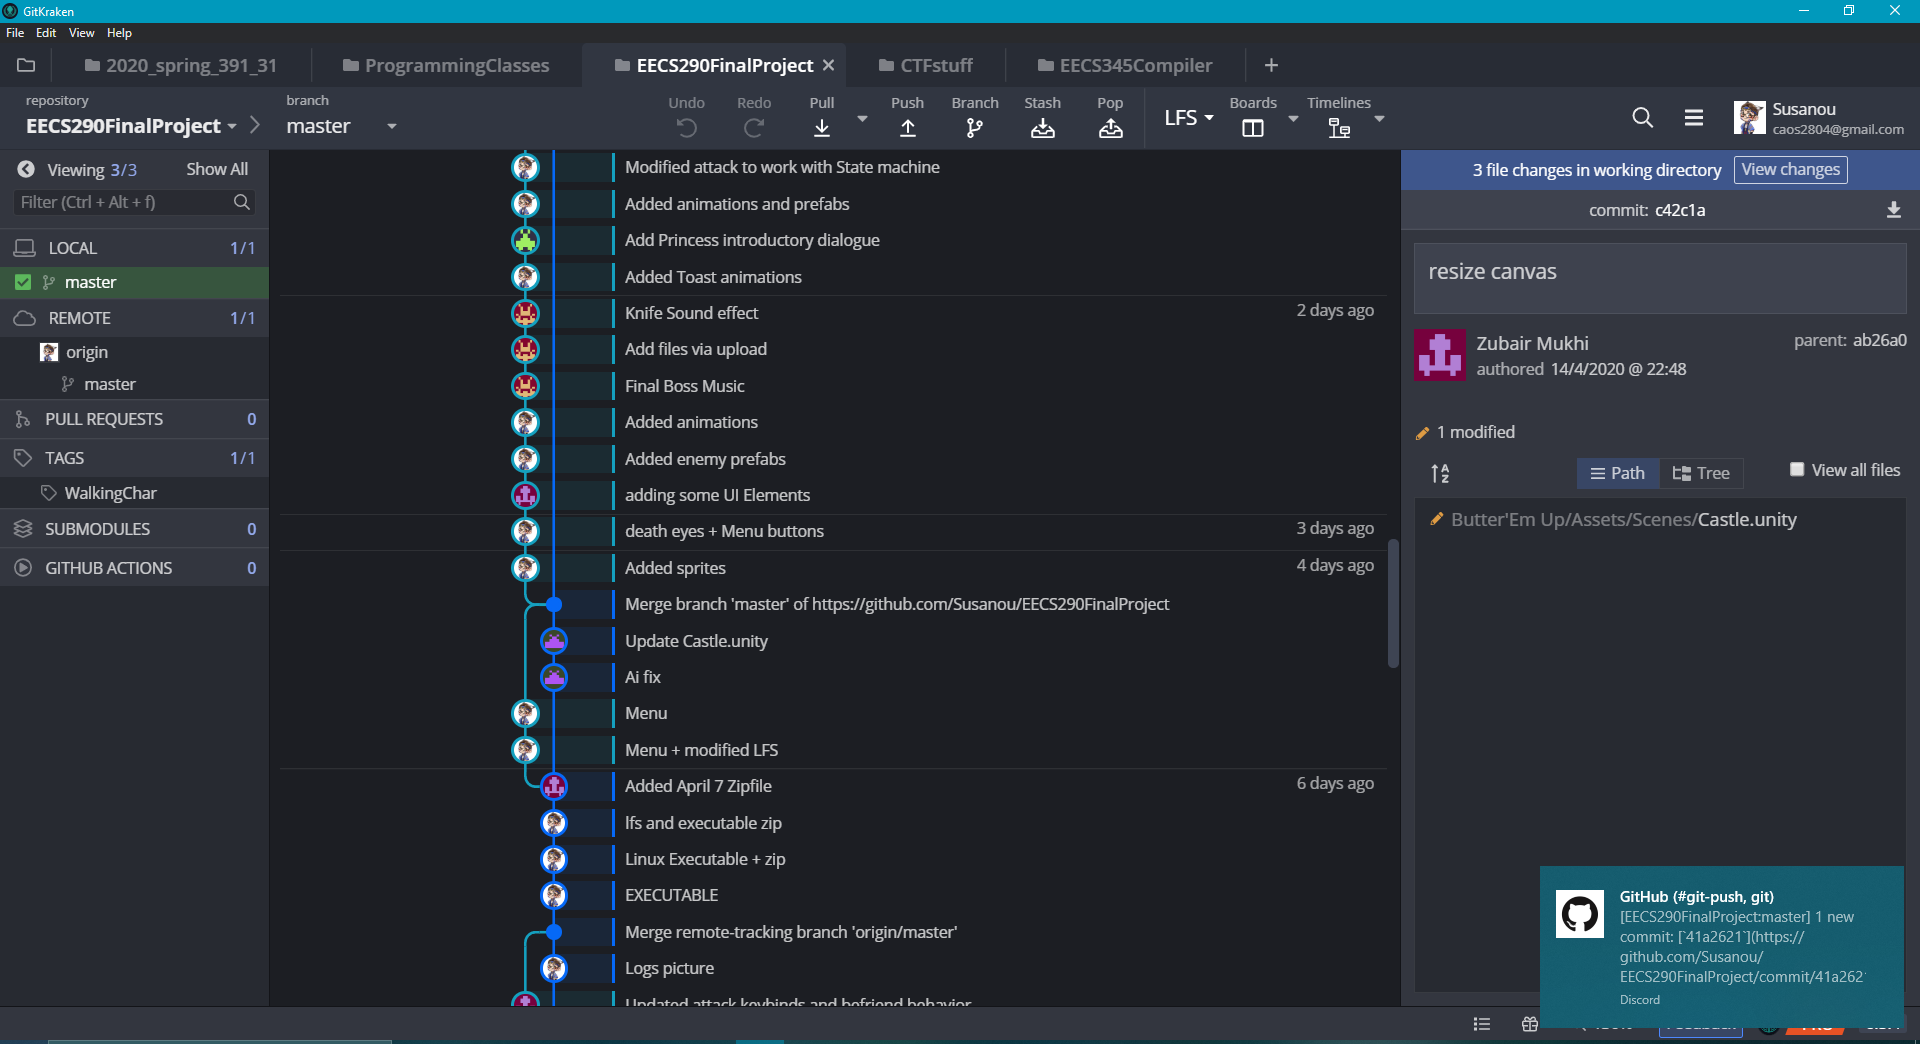 GitKraken
File Edit View Help
2020_spring_391_31
ProgrammingClasses
EECS290FinalProject
CTFstuff
EECS345Compiler
repository
EECS290FinalProject
branch
master
Undo
Redo
Pull
Push
Branch
Stash
Pop
LFS
Boards
Timelines
Susanou
caos2804@gmail.com
Viewing 3/3 Show All
Filter (Ctrl + Alt + f)
LOCAL 1/1
master
REMOTE 1/1
origin
master
PULL REQUESTS 0
TAGS 1/1
WalkingChar
SUBMODULES 0
GITHUB ACTIONS 0
Modified attack to work with State machine
Added animations and prefabs
Add Princess introductory dialogue
Added Toast animations
Knife Sound effect 2 days ago
Add files via upload
Final Boss Music
Added animations
Added enemy prefabs
adding some UI Elements
death eyes + Menu buttons 3 days ago
Added sprites 4 days ago
Merge branch 'master' of https://github.com/Susanou/EECS290FinalProject
Update Castle.unity
Ai fix
Menu
Menu + modified LFS
Added April 7 Zipfile 6 days ago
lfs and executable zip
Linux Executable + zip
EXECUTABLE
Merge remote-tracking branch 'origin/master'
Logs picture
Updated attack keybinds and befriend behavior
3 file changes in working directory View changes
commit: c42c1a
resize canvas
Zubair Mukhi
authored 14/4/2020 @ 22:48
parent: ab26a0
1 modified
Path
Tree
View all files
Butter'Em Up/Assets/Scenes/Castle.unity
GitHub (#git-push, git)
[EECS290FinalProject:master] 1 new
commit: [`41a2621`](https://
github.com/Susanou/
EECS290FinalProject/commit/41a262
Discord